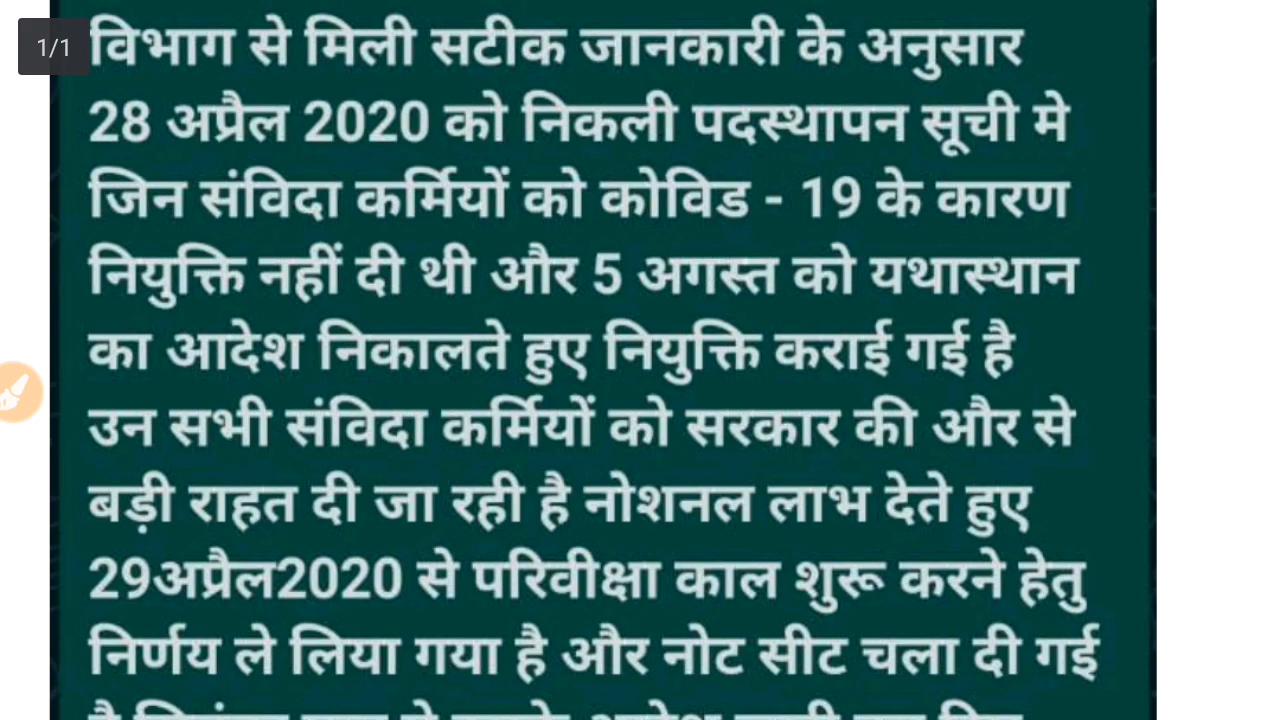 1/1
विभाग से मिली सटीक जानकारी के अनुसार
28 अप्रैल 2020 को निकली पदस्थापन सूची मे
जिन संविदा कर्मियों को कोविड - 19 के कारण
नियुक्ति नहीं दी थी और 5 अगस्त को यथास्थान
का आदेश निकालते हुए नियुक्ति कराई गई है
उन सभी संविदा कर्मियों को सरकार की और से
बड़ी राहत दी जा रही है नोशनल लाभ देते हुए
29अप्रैल2020 से परिवीक्षा काल शुरू करने हेतु
निर्णय ले लिया गया है और नोट सीट चला दी गई